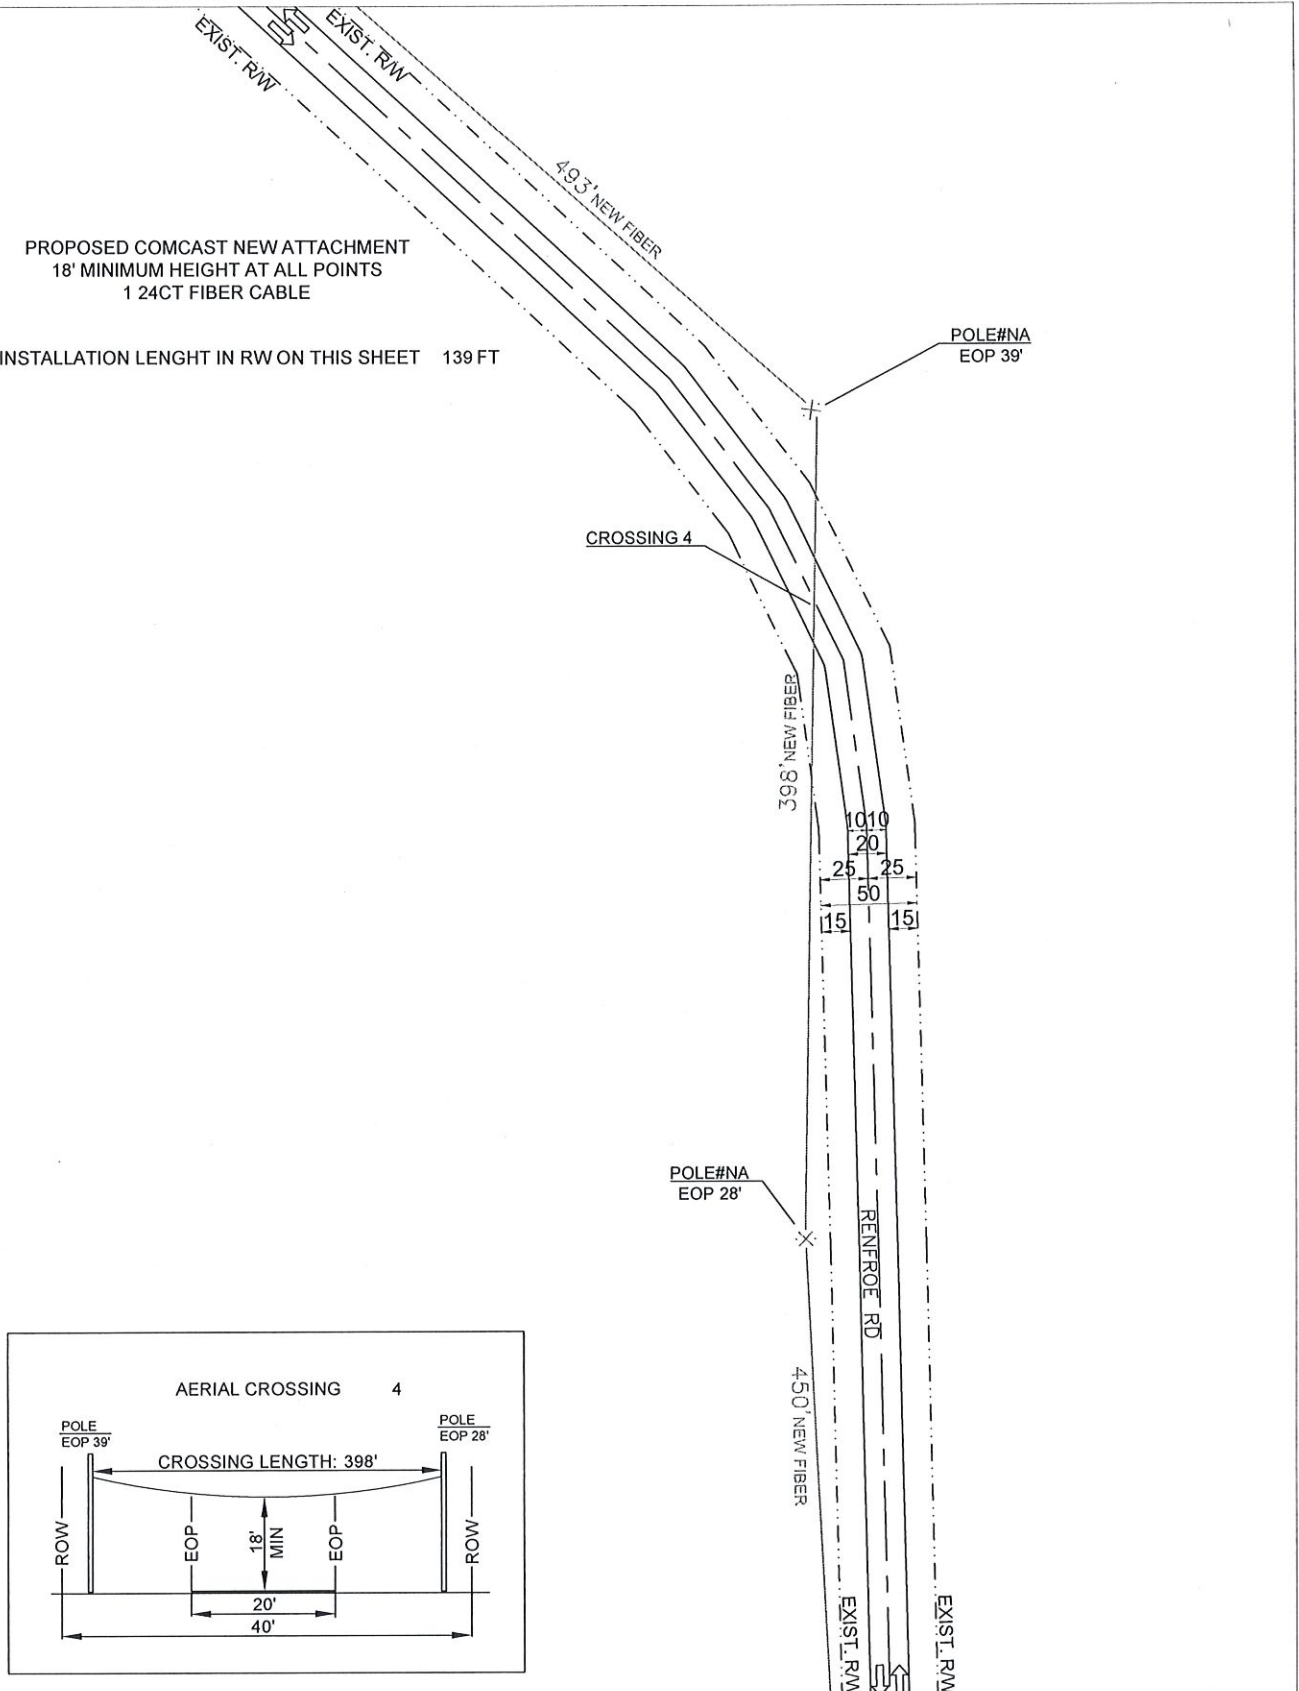 EXIST. R/W
EXIST. R/W
493' NEW FIBER
PROPOSED COMCAST NEW ATTACHMENT
18' MINIMUM HEIGHT AT ALL POINTS
1 24CT FIBER CABLE
INSTALLATION LENGHT IN RW ON THIS SHEET 139 FT
POLE#NA
EOP 39'
CROSSING 4
398' NEW FIBER
10 10
20
25 25
50
15 15
POLE#NA
EOP 28'
RENFROE RD
450' NEW FIBER
EXIST. R/W
EXIST. R/W
AERIAL CROSSING 4
POLE
EOP 39'
POLE
EOP 28'
CROSSING LENGTH: 398'
ROW
EOP
18'
MIN
EOP
ROW
20'
40'